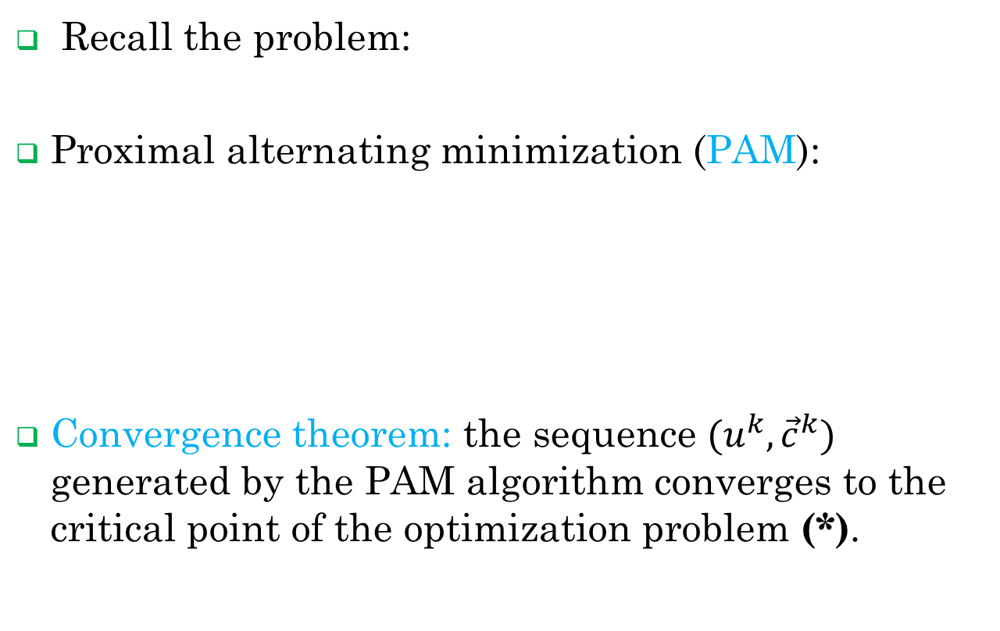 ❑ Recall the problem:
❑ Proximal alternating minimization (PAM):
❑ Convergence theorem: the sequence (𝑢ᵏ, 𝑐⃗ᵏ)
generated by the PAM algorithm converges to the
critical point of the optimization problem (*).